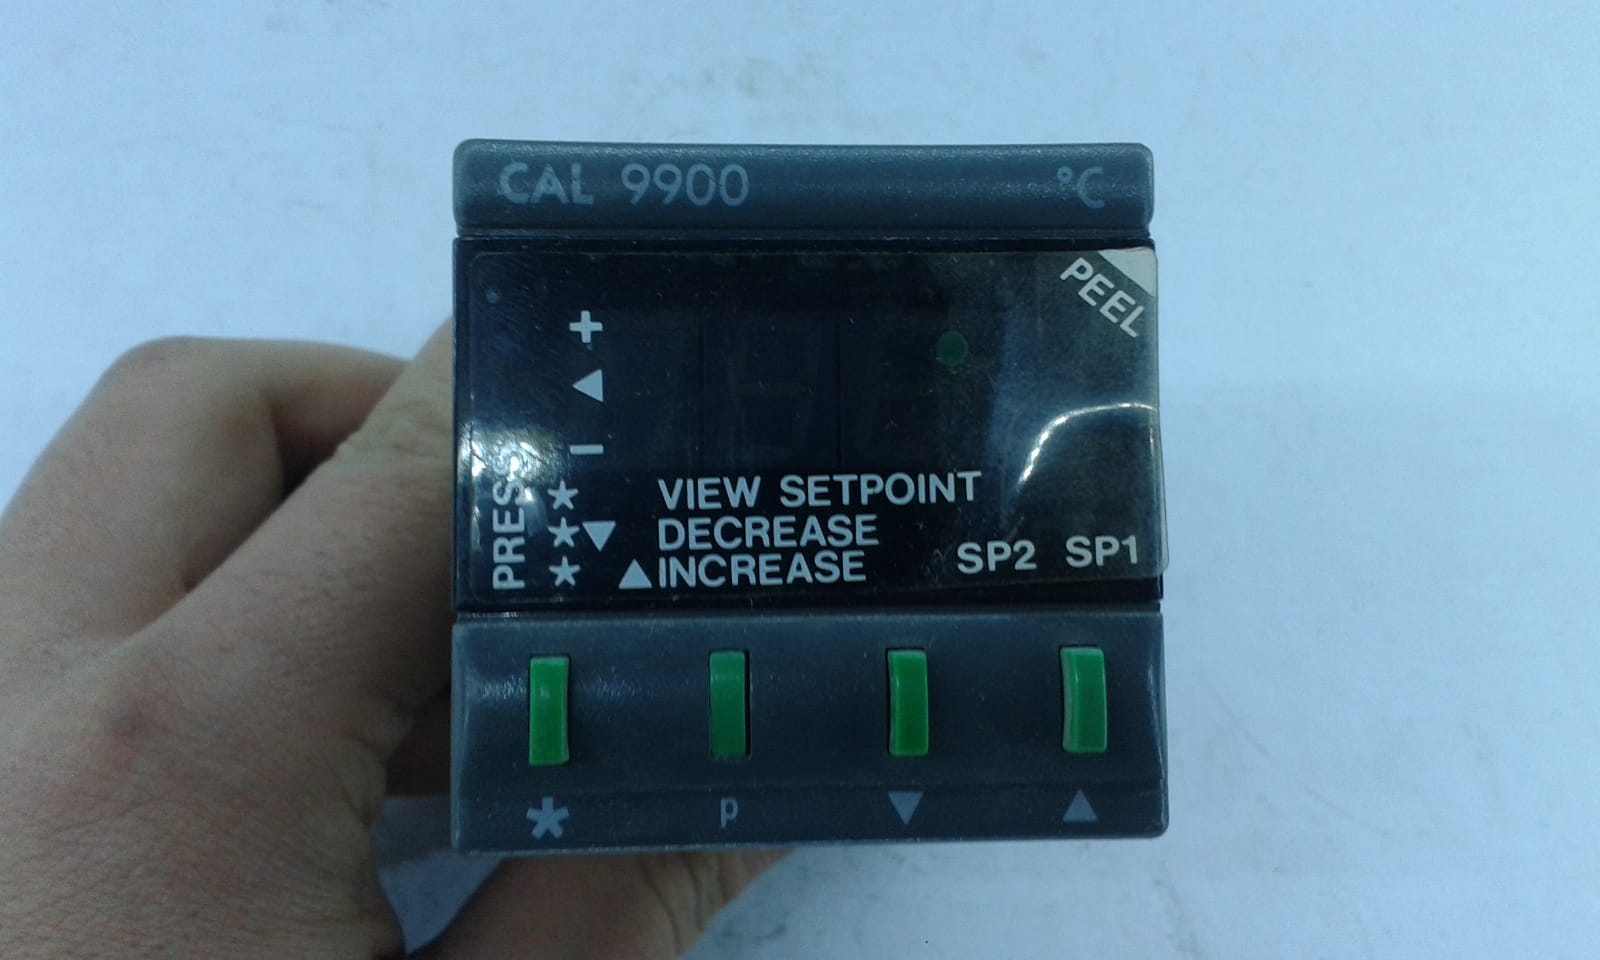 CAL 9900 °C
PEEL
+
◀
−
PRESS
* VIEW SETPOINT
*▼ DECREASE
* ▲ INCREASE
SP2 SP1
* p ▼ ▲